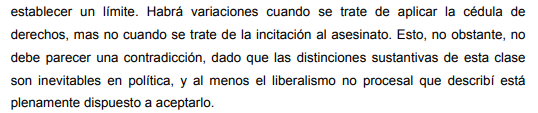 establecer un límite. Habrá variaciones cuando se trate de aplicar la cédula de
derechos, mas no cuando se trate de la incitación al asesinato. Esto, no obstante, no
debe parecer una contradicción, dado que las distinciones sustantivas de esta clase
son inevitables en política, y al menos el liberalismo no procesal que describí está
plenamente dispuesto a aceptarlo.